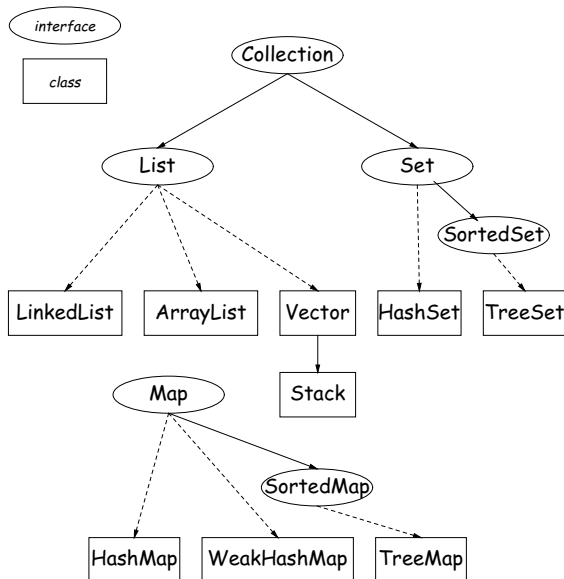 interface
class
Collection
List
Set
SortedSet
LinkedList
ArrayList
Vector
HashSet
TreeSet
Stack
Map
SortedMap
HashMap
WeakHashMap
TreeMap